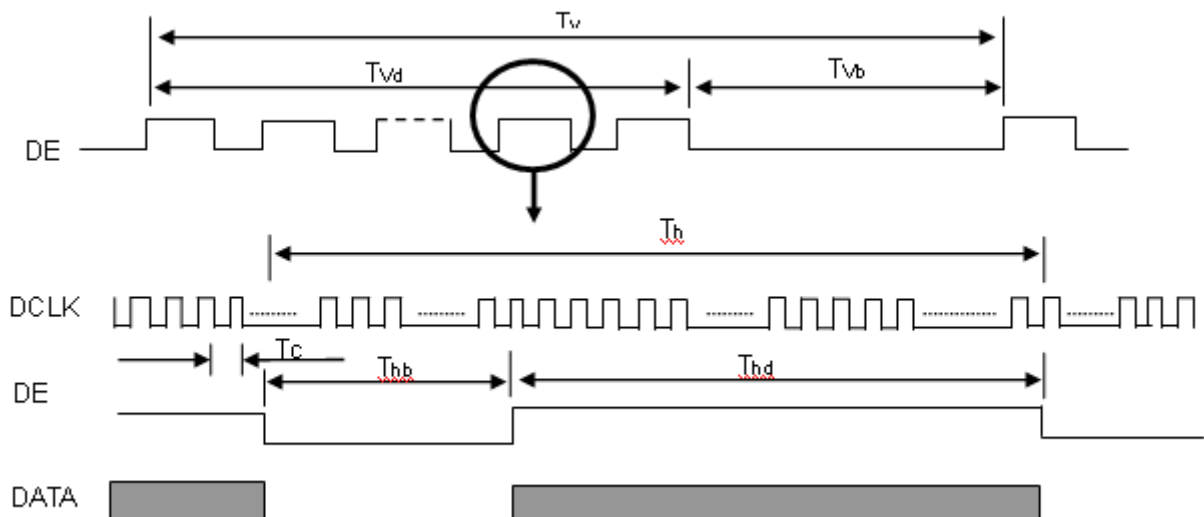 Tv
Tvd
Tvb
DE
Th
DCLK
Tc
Thb
Thd
DE
DATA